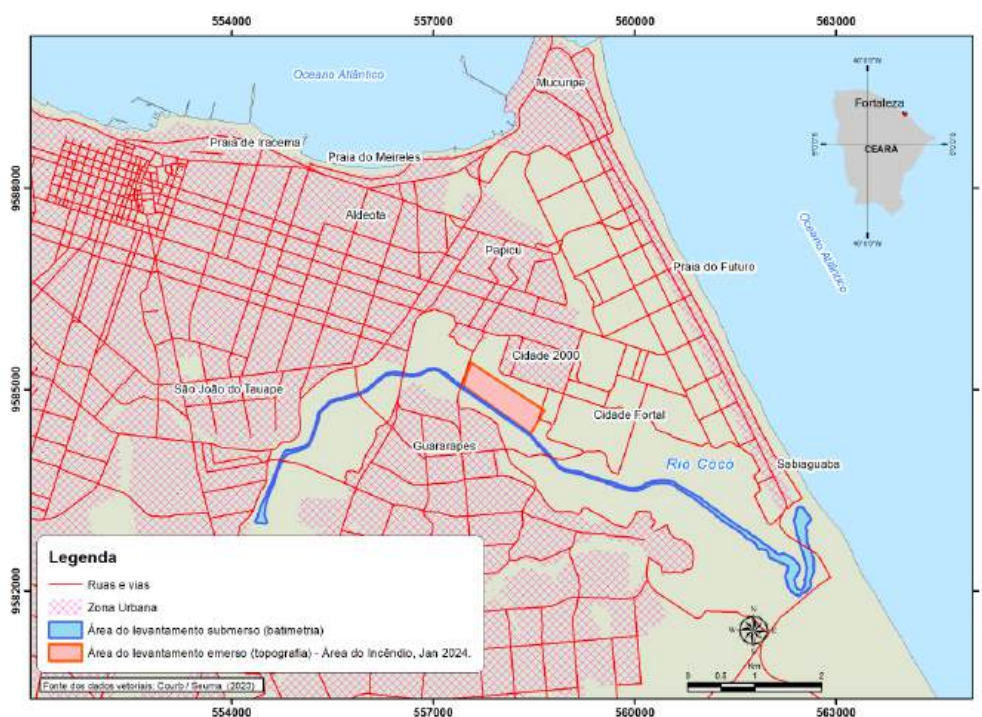 554000
557000
560000
563000
Oceano Atlântico
Mucuripe
Fortaleza
CEARÁ
Praia de Iracema
Praia do Meireles
9588000
Aldeota
Papicu
Oceano Atlântico
Praia do Futuro
Cidade 2000
9585000
São João do Tauape
Cidade Fortal
Guararapes
Rio Cocó
Sabiaguaba
Legenda
Ruas e vias
Zona Urbana
Área do levantamento submerso (batimetria)
Área do levantamento emerso (topografia) - Área do Incêndio, Jan 2024.
9582000
N
W
E
S
Km
0
0.5
1
2
Fonte dos dados vetoriais: Courb / Seuma (2023)
554000
557000
560000
563000